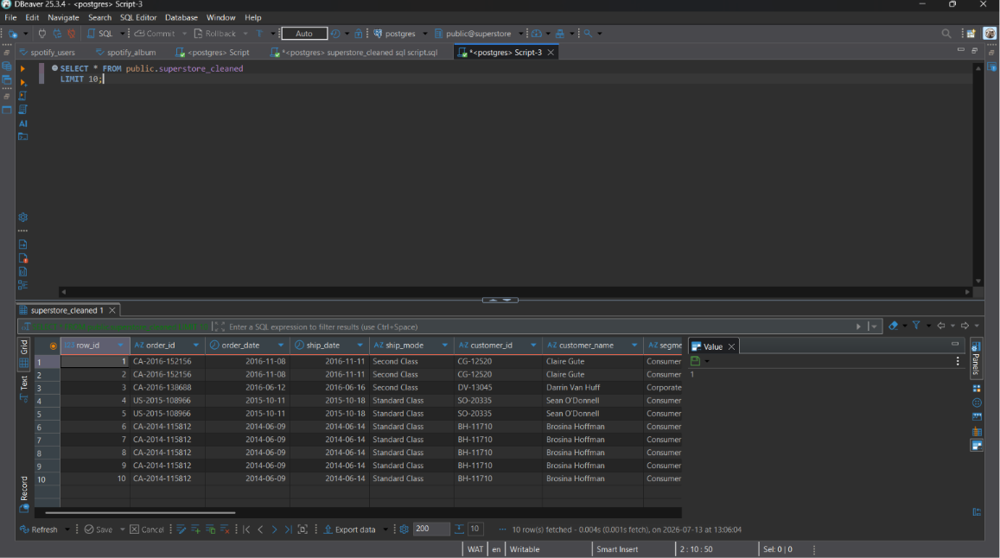 DBeaver 25.3.4 - <postgres> Script-3
File Edit Navigate Search SQL Editor Database Window Help
SQL Commit Rollback T Auto postgres public@superstore
spotify_users spotify_album <postgres> Script *<postgres> superstore_cleaned sql script.sql *<postgres> Script-3
SELECT * FROM public.superstore_cleaned
LIMIT 10;
AI
superstore_cleaned 1
Enter a SQL expression to filter results (use Ctrl+Space)
Grid
Text
Record
123 row_id A-Z order_id order_date ship_date A-Z ship_mode A-Z customer_id A-Z customer_name A-Z segme
1 1 CA-2016-152156 2016-11-08 2016-11-11 Second Class CG-12520 Claire Gute Consumer
2 2 CA-2016-152156 2016-11-08 2016-11-11 Second Class CG-12520 Claire Gute Consumer
3 3 CA-2016-138688 2016-06-12 2016-06-16 Second Class DV-13045 Darrin Van Huff Corporate
4 4 US-2015-108966 2015-10-11 2015-10-18 Standard Class SO-20335 Sean O'Donnell Consumer
5 5 US-2015-108966 2015-10-11 2015-10-18 Standard Class SO-20335 Sean O'Donnell Consumer
6 6 CA-2014-115812 2014-06-09 2014-06-14 Standard Class BH-11710 Brosina Hoffman Consumer
7 7 CA-2014-115812 2014-06-09 2014-06-14 Standard Class BH-11710 Brosina Hoffman Consumer
8 8 CA-2014-115812 2014-06-09 2014-06-14 Standard Class BH-11710 Brosina Hoffman Consumer
9 9 CA-2014-115812 2014-06-09 2014-06-14 Standard Class BH-11710 Brosina Hoffman Consumer
10 10 CA-2014-115812 2014-06-09 2014-06-14 Standard Class BH-11710 Brosina Hoffman Consumer
Value
1
Panels
Refresh Save Cancel Export data 200 10 10 row(s) fetched - 0.004s (0.001s fetch), on 2026-07-13 at 13:06:04
WAT en Writable Smart Insert 2 : 10 : 50 Sel: 0 | 0